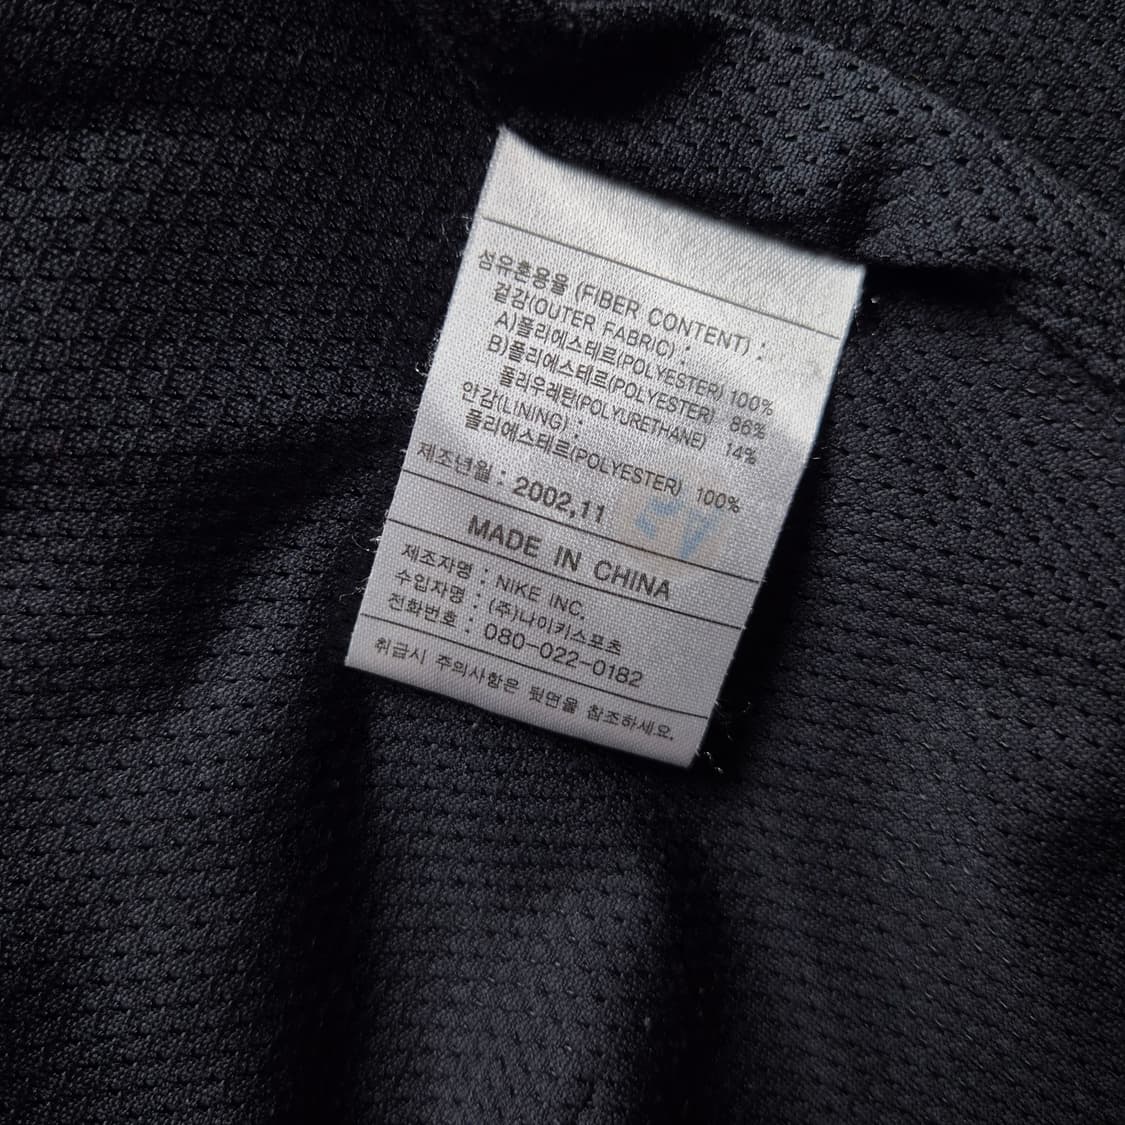 섬유혼용율 (FIBER CONTENT) :
겉감(OUTER FABRIC) :
A)폴리에스테르(POLYESTER) 100%
B)폴리에스테르(POLYESTER) 86%
폴리우레탄(POLYURETHANE) 14%
안감(LINING) :
폴리에스테르(POLYESTER) 100%
제조년월 : 2002.11
MADE IN CHINA
제조자명 : NIKE INC.
수입자명 : (주)나이키스포츠
전화번호 : 080-022-0182
취급시 주의사항은 뒷면을 참조하세요.